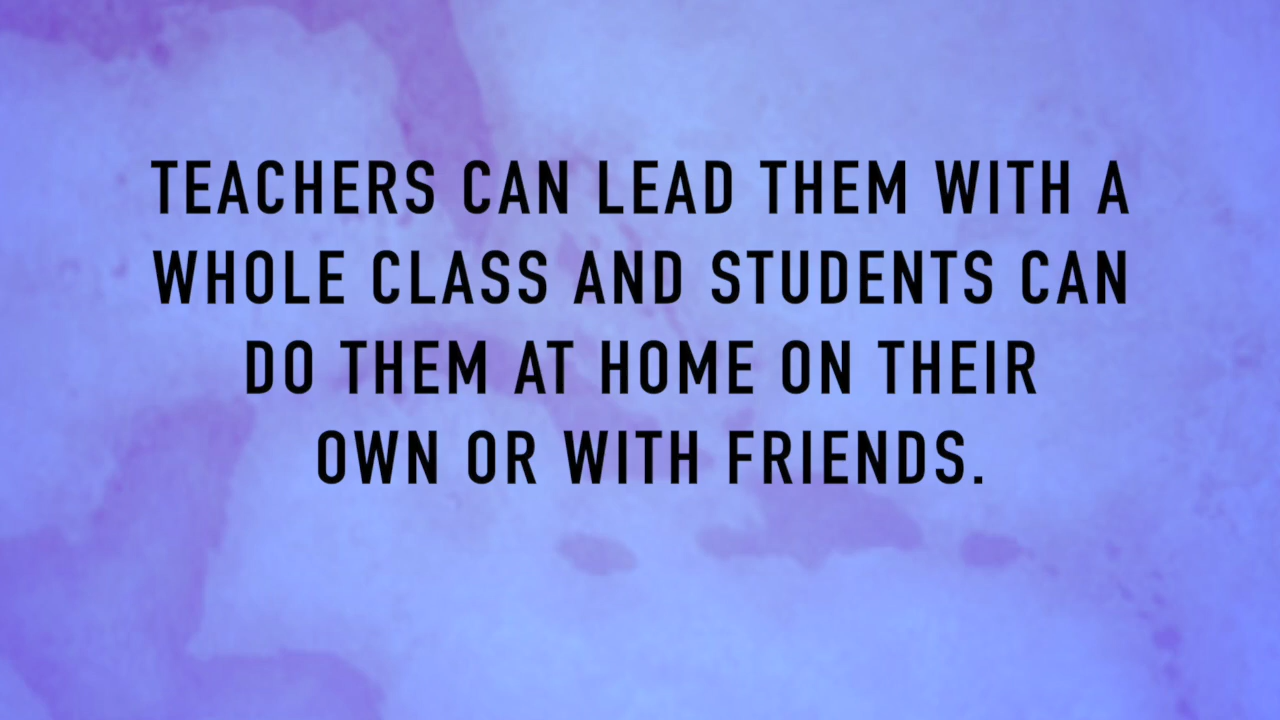 TEACHERS CAN LEAD THEM WITH A
WHOLE CLASS AND STUDENTS CAN
DO THEM AT HOME ON THEIR
OWN OR WITH FRIENDS.